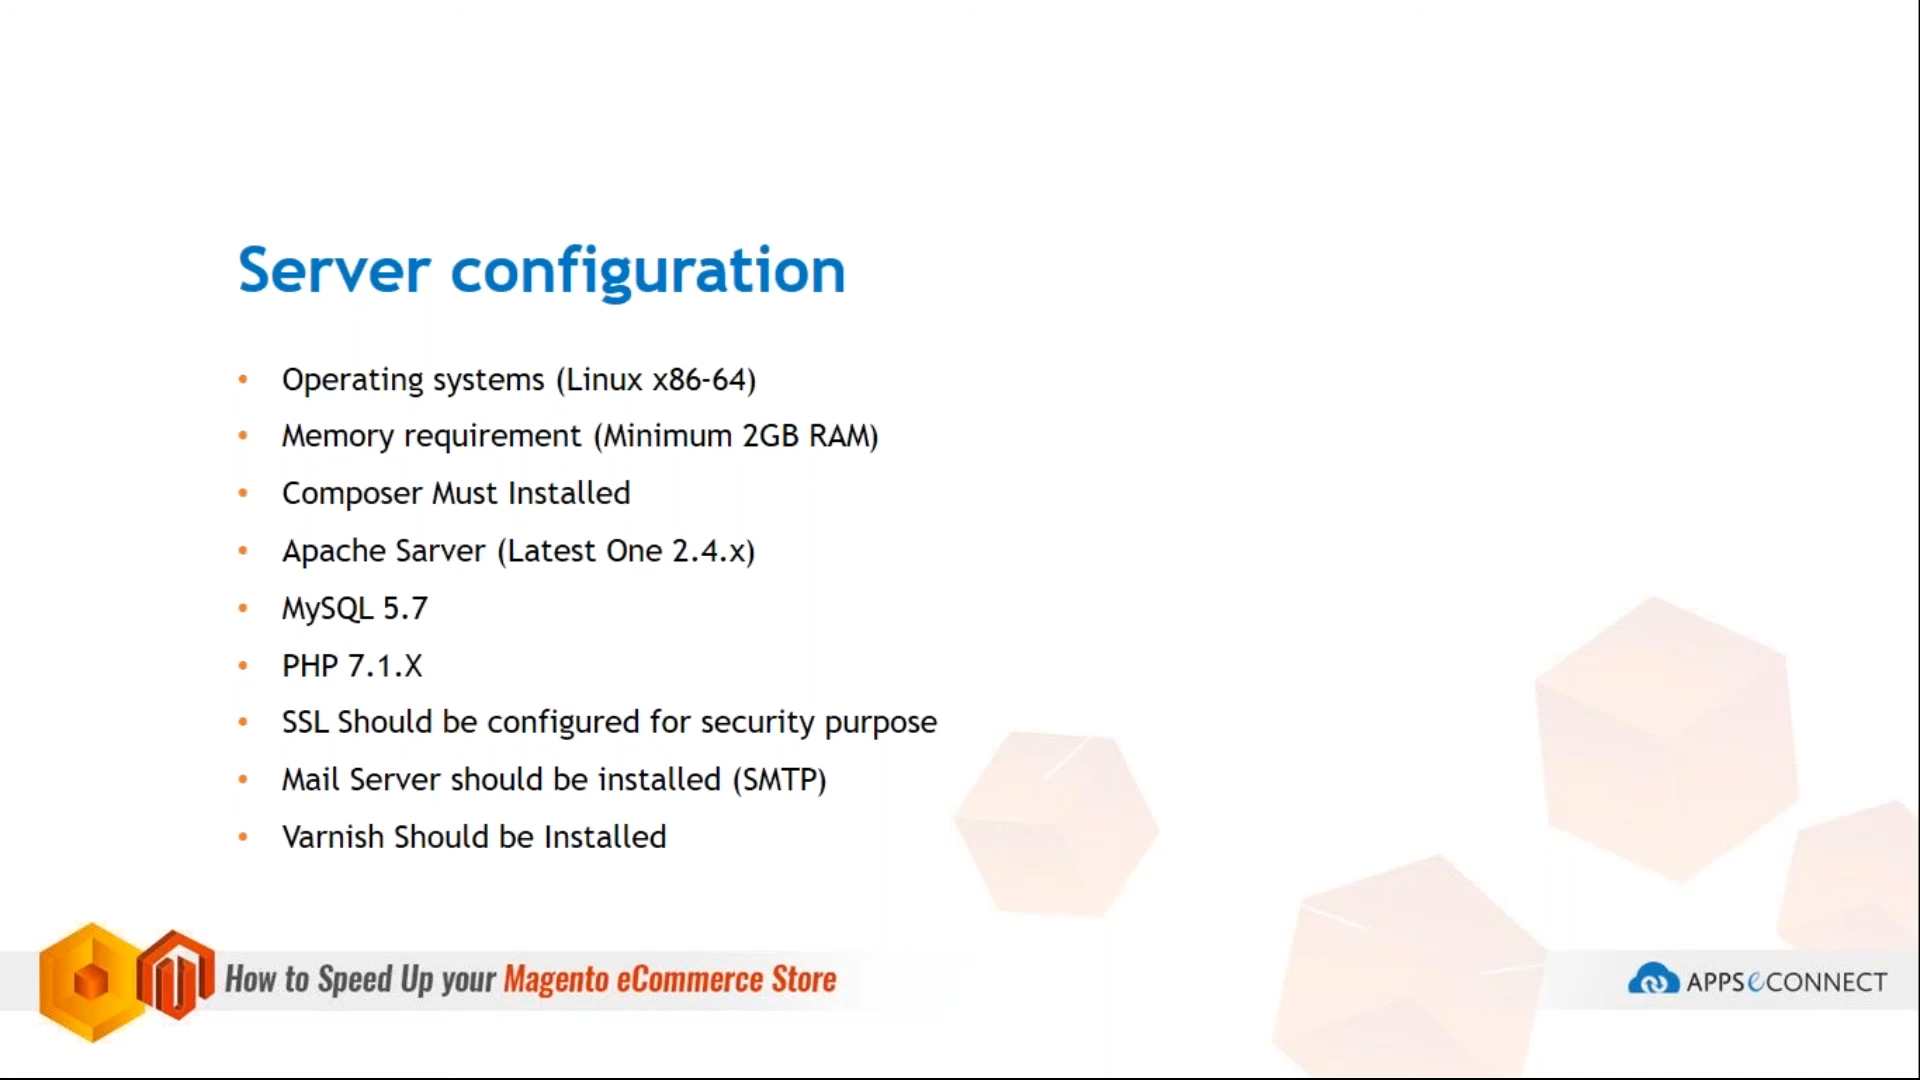 Server configuration
• Operating systems (Linux x86-64)
• Memory requirement (Minimum 2GB RAM)
• Composer Must Installed
• Apache Sarver (Latest One 2.4.x)
• MySQL 5.7
• PHP 7.1.X
• SSL Should be configured for security purpose
• Mail Server should be installed (SMTP)
• Varnish Should be Installed
How to Speed Up your Magento eCommerce Store
APPSeCONNECT